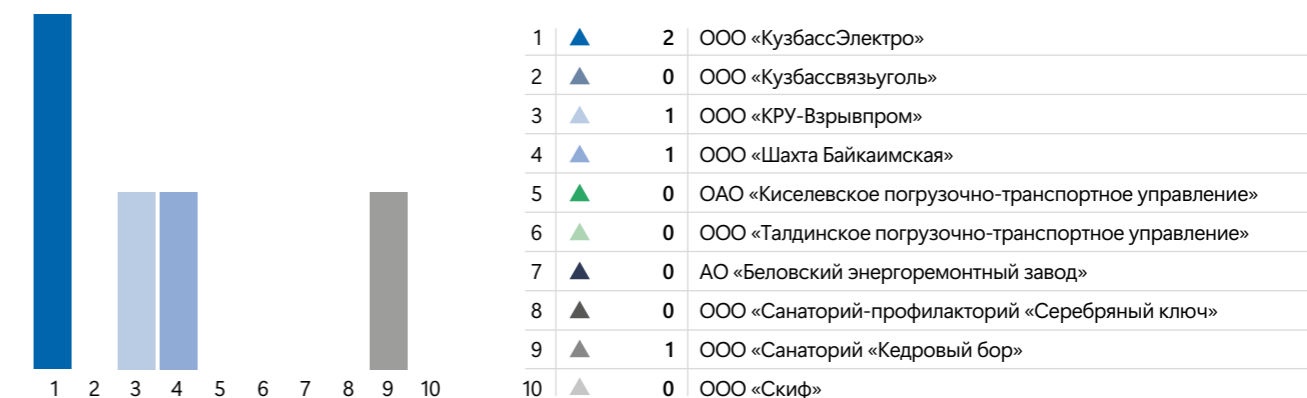 1 2 3 4 5 6 7 8 9 10
1 2 ООО «КузбассЭлектро»
2 0 ООО «Кузбассвязьуголь»
3 1 ООО «КРУ-Взрывпром»
4 1 ООО «Шахта Байкаимская»
5 0 ОАО «Киселевское погрузочно-транспортное управление»
6 0 ООО «Талдинское погрузочно-транспортное управление»
7 0 АО «Беловский энергоремонтный завод»
8 0 ООО «Санаторий-профилакторий «Серебряный ключ»
9 1 ООО «Санаторий «Кедровый бор»
10 0 ООО «Скиф»